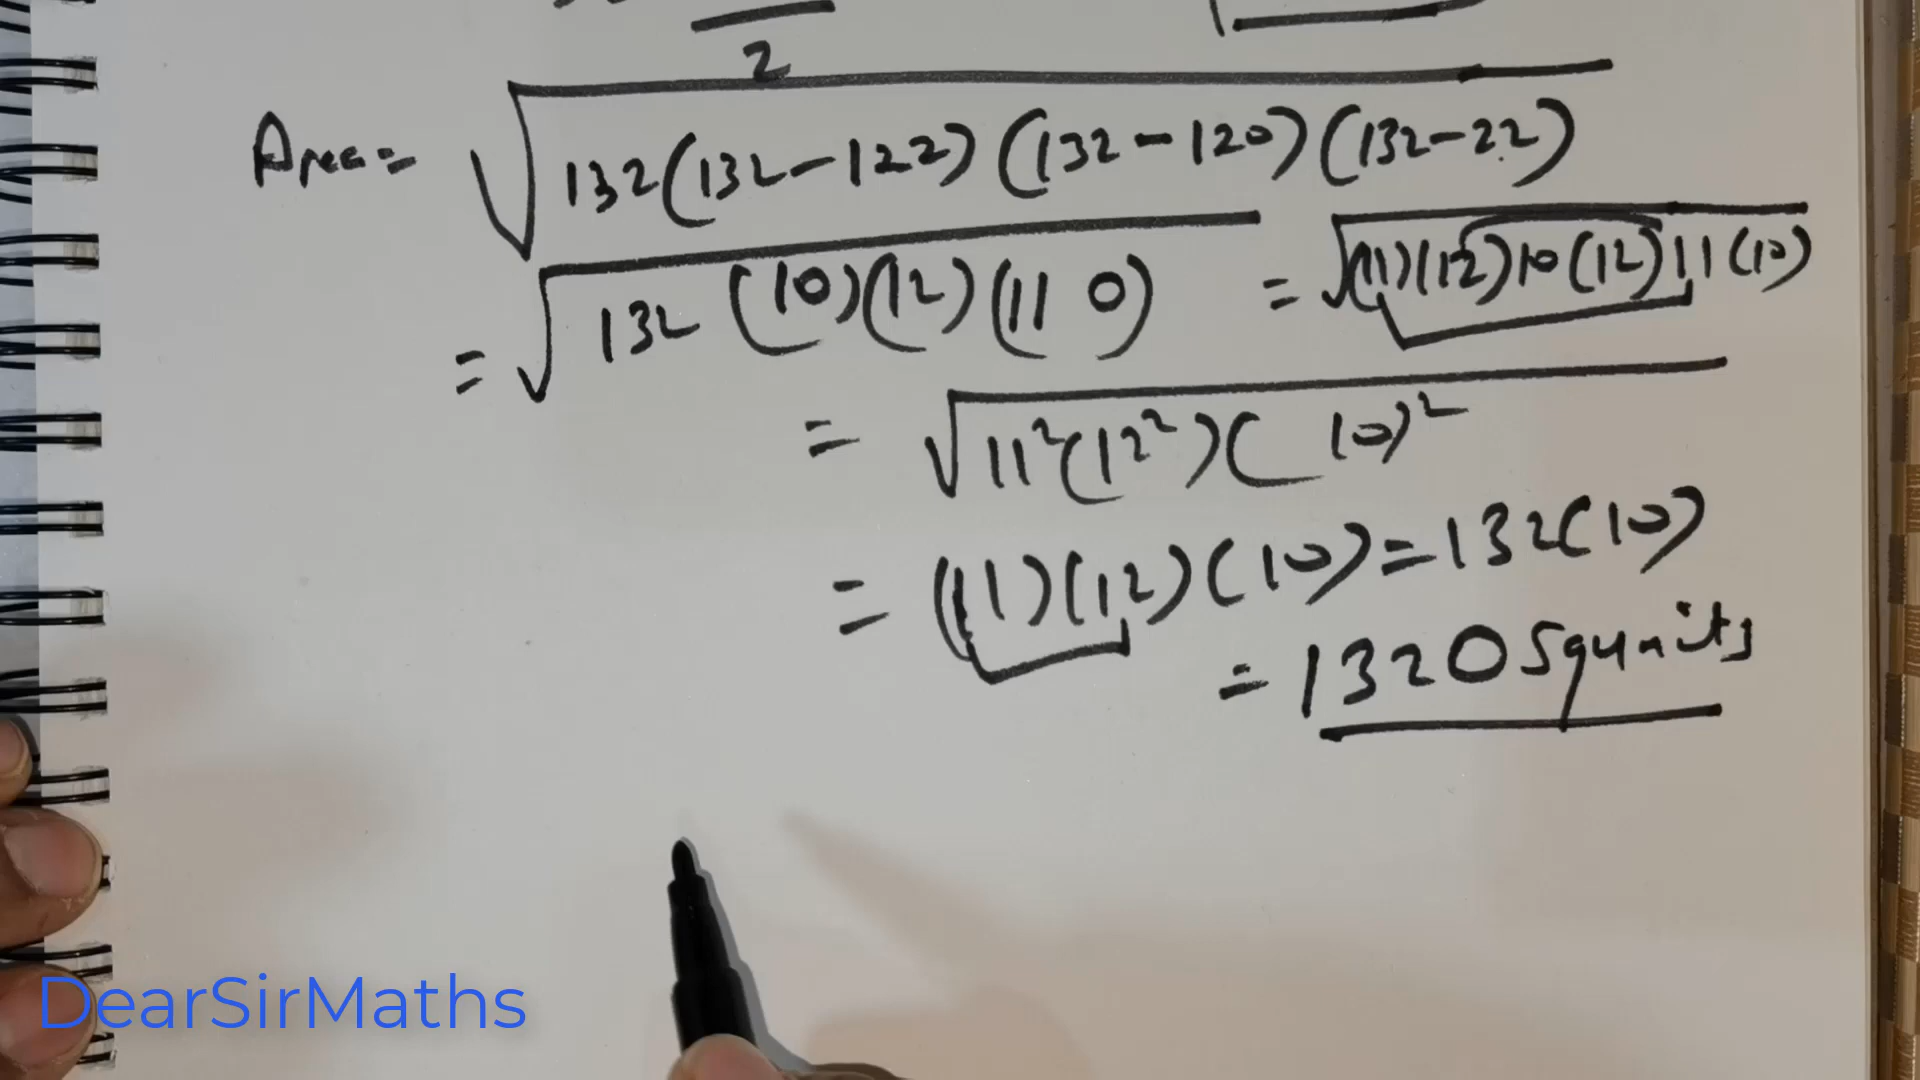 2
Area = √132(132-122)(132-120)(132-22)
= √132(10)(12)(110) = √(11)(12)10(12)11(10)
= √11²(12²)(10)²
= (11)(12)(10) = 132(10)
= 1320 Sq units
DearSirMaths